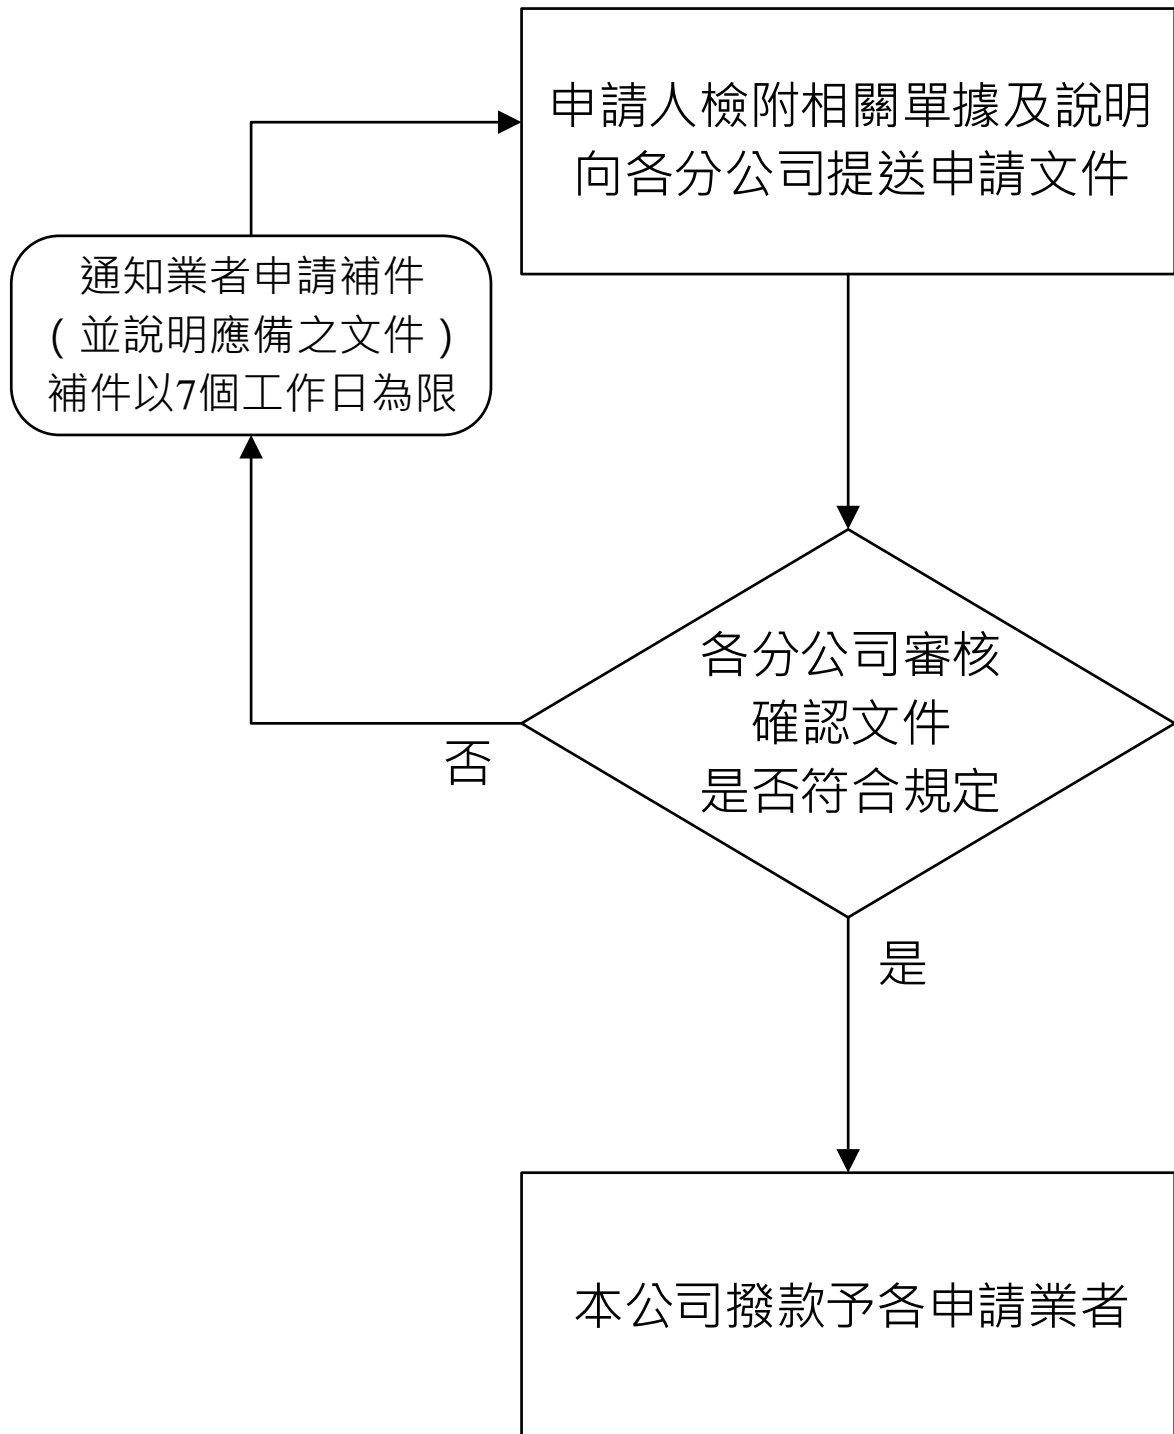 申請人檢附相關單據及說明
向各分公司提送申請文件
通知業者申請補件
（並說明應備之文件）
補件以7個工作日為限
各分公司審核
確認文件
是否符合規定
否
是
本公司撥款予各申請業者